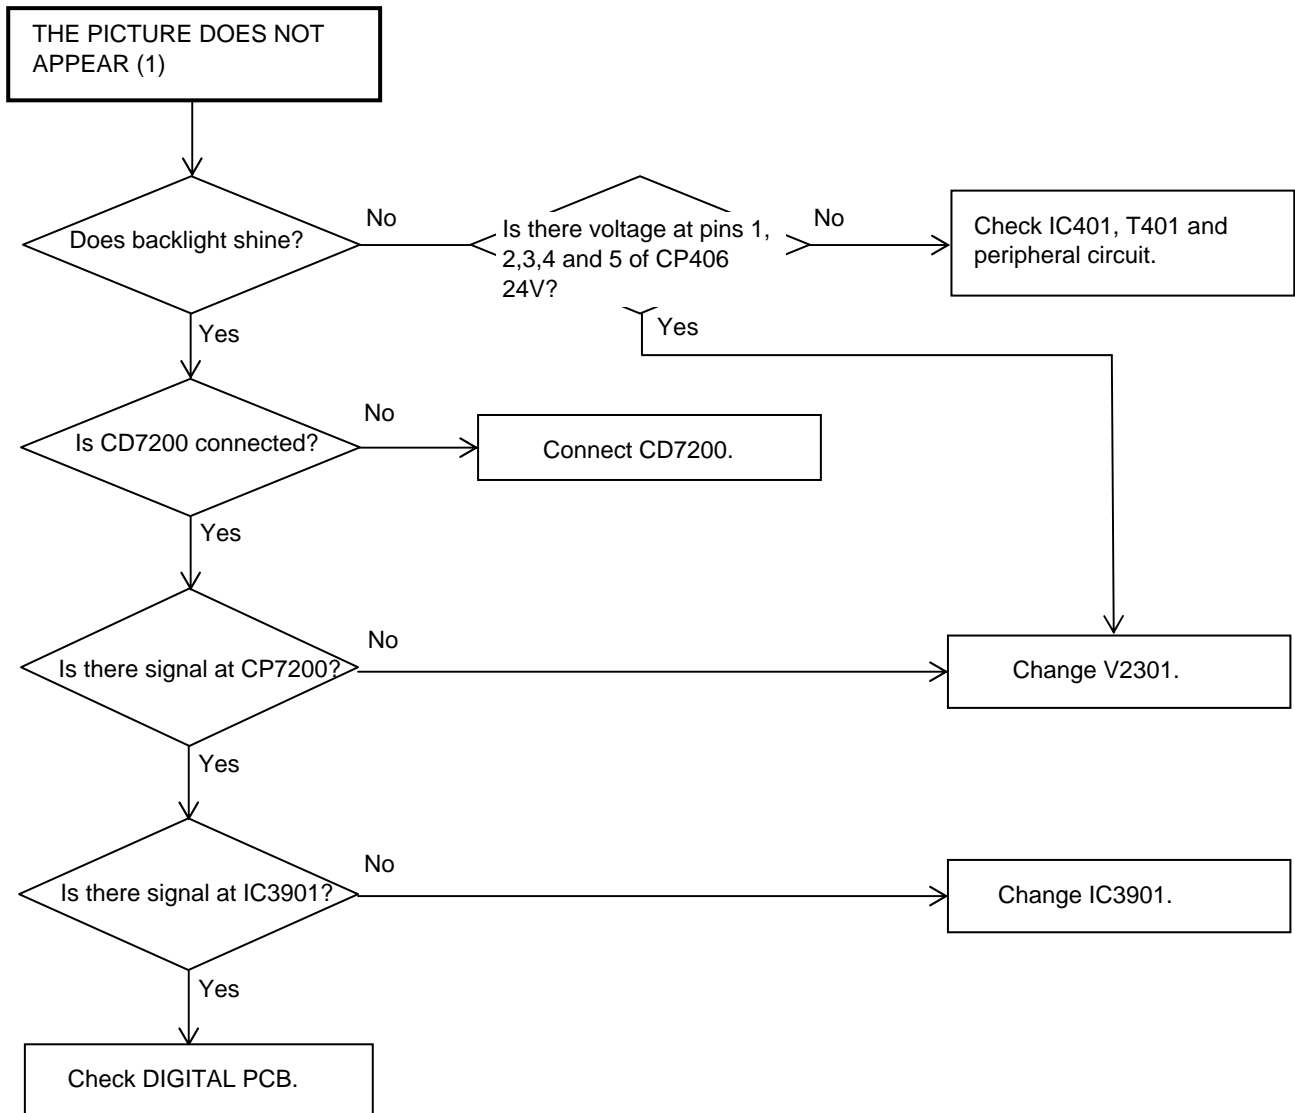 THE PICTURE DOES NOT
APPEAR (1)
Does backlight shine?
No
Is there voltage at pins 1,
2,3,4 and 5 of CP406
24V?
No
Check IC401, T401 and
peripheral circuit.
Yes
Yes
Is CD7200 connected?
No
Connect CD7200.
Yes
Is there signal at CP7200?
No
Change V2301.
Yes
Is there signal at IC3901?
No
Change IC3901.
Yes
Check DIGITAL PCB.